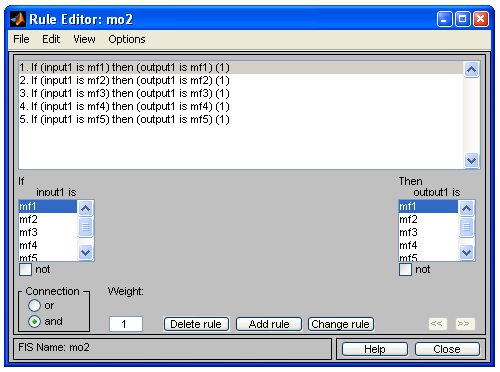 Rule Editor: mo2
File Edit View Options
1. If (input1 is mf1) then (output1 is mf1) (1)
2. If (input1 is mf2) then (output1 is mf2) (1)
3. If (input1 is mf3) then (output1 is mf3) (1)
4. If (input1 is mf4) then (output1 is mf4) (1)
5. If (input1 is mf5) then (output1 is mf5) (1)
If
input1 is
mf1
mf2
mf3
mf4
mf5
not
Then
output1 is
mf1
mf2
mf3
mf4
mf5
not
Connection
or
and
Weight:
1
Delete rule
Add rule
Change rule
<< >>
FIS Name: mo2
Help
Close